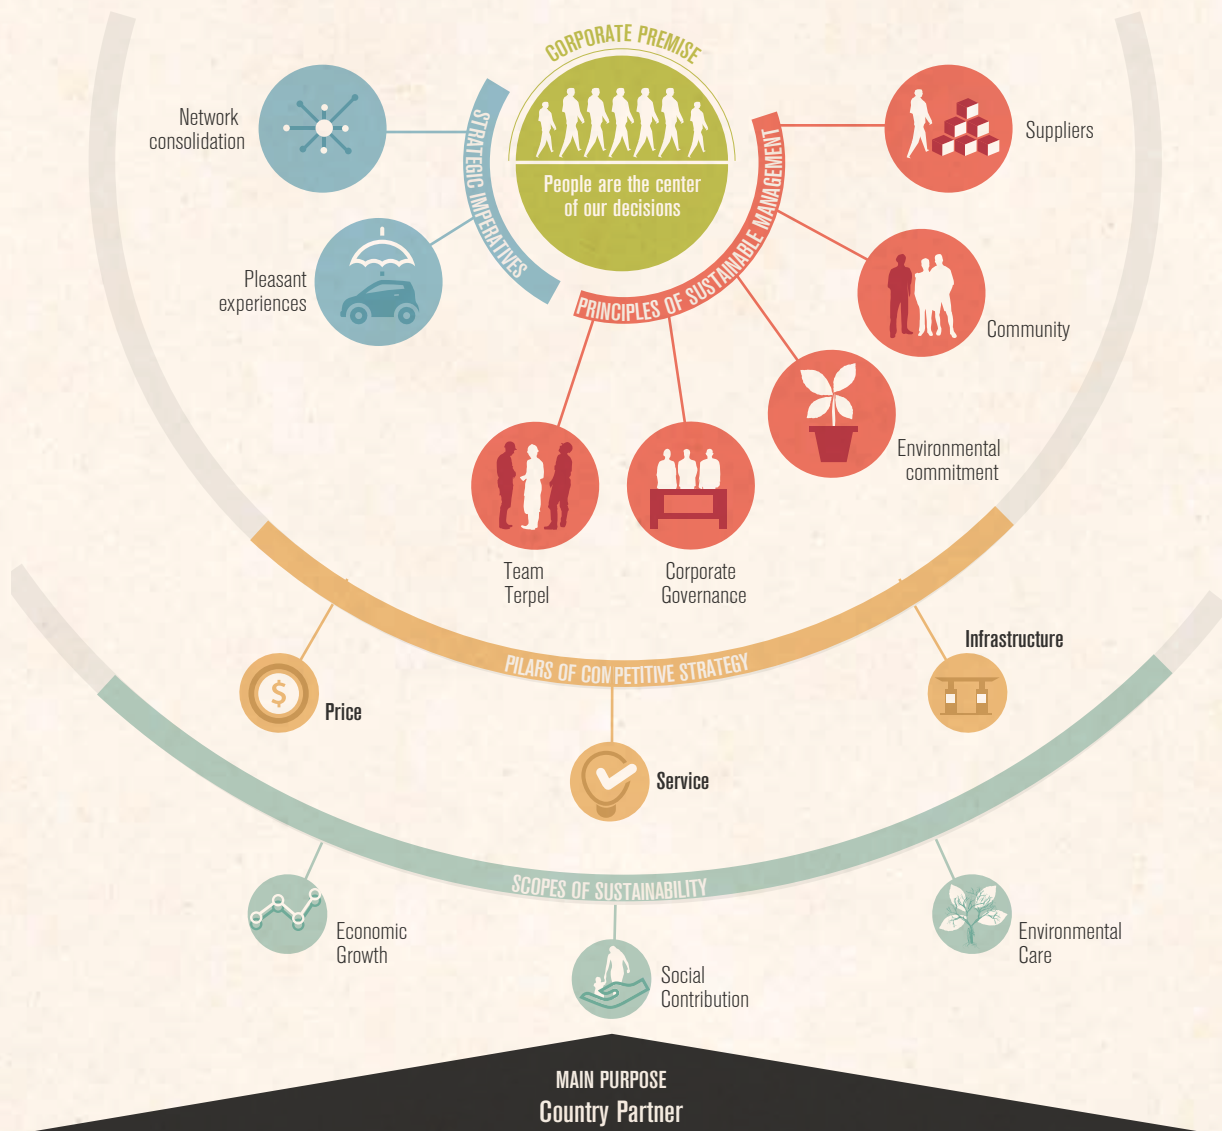 CORPORATE PREMISE
People are the center
of our decisions
STRATEGIC IMPERATIVES
Network
consolidation
Pleasant
experiences
PRINCIPLES OF SUSTAINABLE MANAGEMENT
Suppliers
Community
Environmental
commitment
Corporate
Governance
Team
Terpel
PILARS OF COMPETITIVE STRATEGY
Price
$
Service
Infrastructure
SCOPES OF SUSTAINABILITY
Economic
Growth
Social
Contribution
Environmental
Care
MAIN PURPOSE
Country Partner